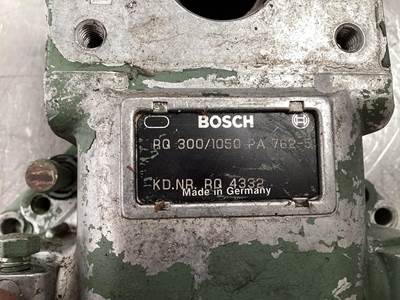 BOSCH
RQ 300/1050 PA 762-5
KD.NR. RQ 4332
Made in Germany